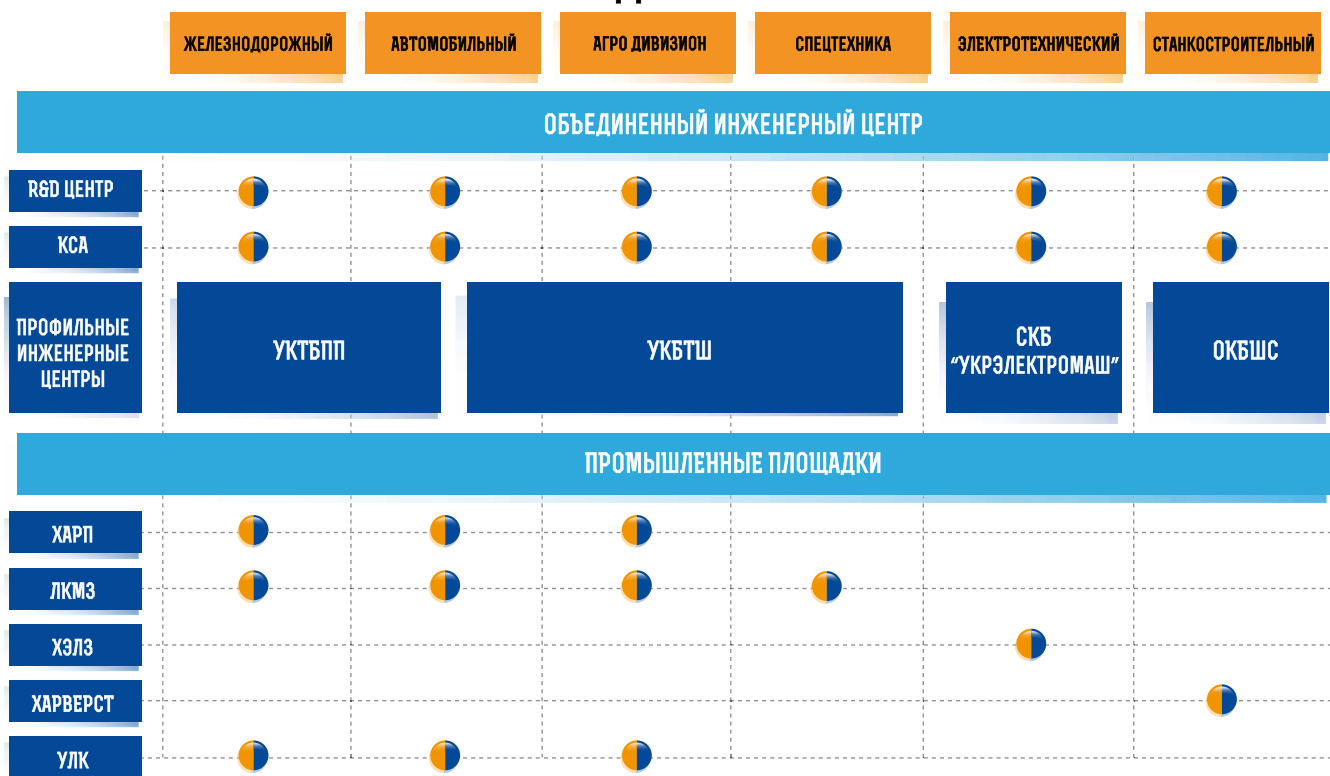 ЖЕЛЕЗНОДОРОЖНЫЙ
АВТОМОБИЛЬНЫЙ
АГРО ДИВИЗИОН
СПЕЦТЕХНИКА
ЭЛЕКТРОТЕХНИЧЕСКИЙ
СТАНКОСТРОИТЕЛЬНЫЙ
ОБЪЕДИНЕННЫЙ ИНЖЕНЕРНЫЙ ЦЕНТР
R&D ЦЕНТР
КСА
ПРОФИЛЬНЫЕ
ИНЖЕНЕРНЫЕ
ЦЕНТРЫ
УКТБПП
УКБТШ
СКБ
“УКРЭЛЕКТРОМАШ”
ОКБШС
ПРОМЫШЛЕННЫЕ ПЛОЩАДКИ
ХАРП
ЛКМЗ
ХЭЛЗ
ХАРВЕРСТ
УЛК